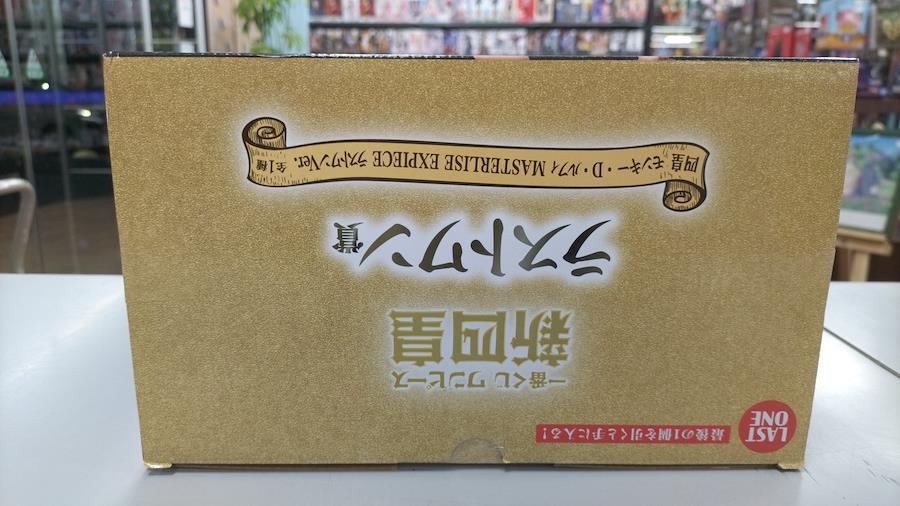 LAST
ONE
最後の1個を引くと手に入る!
一番くじ ワンピース
新四皇
ラストワン賞
四皇 モンキー・D・ルフィ MASTERLISE EXPIECE ラストワンVer. 全1種